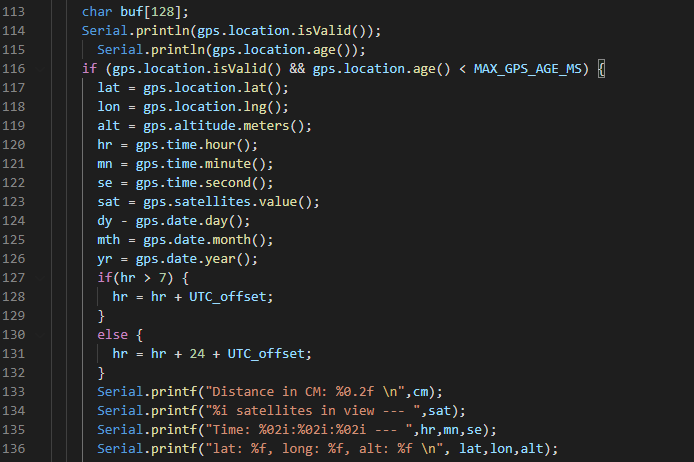 113 char buf[128];
114 Serial.println(gps.location.isValid());
115 Serial.println(gps.location.age());
116 if (gps.location.isValid() && gps.location.age() < MAX_GPS_AGE_MS) {
117 lat = gps.location.lat();
118 lon = gps.location.lng();
119 alt = gps.altitude.meters();
120 hr = gps.time.hour();
121 mn = gps.time.minute();
122 se = gps.time.second();
123 sat = gps.satellites.value();
124 dy - gps.date.day();
125 mth = gps.date.month();
126 yr = gps.date.year();
127 if(hr > 7) {
128 hr = hr + UTC_offset;
129 }
130 else {
131 hr = hr + 24 + UTC_offset;
132 }
133 Serial.printf("Distance in CM: %0.2f \n",cm);
134 Serial.printf("%i satellites in view --- ",sat);
135 Serial.printf("Time: %02i:%02i:%02i --- ",hr,mn,se);
136 Serial.printf("lat: %f, long: %f, alt: %f \n", lat,lon,alt);